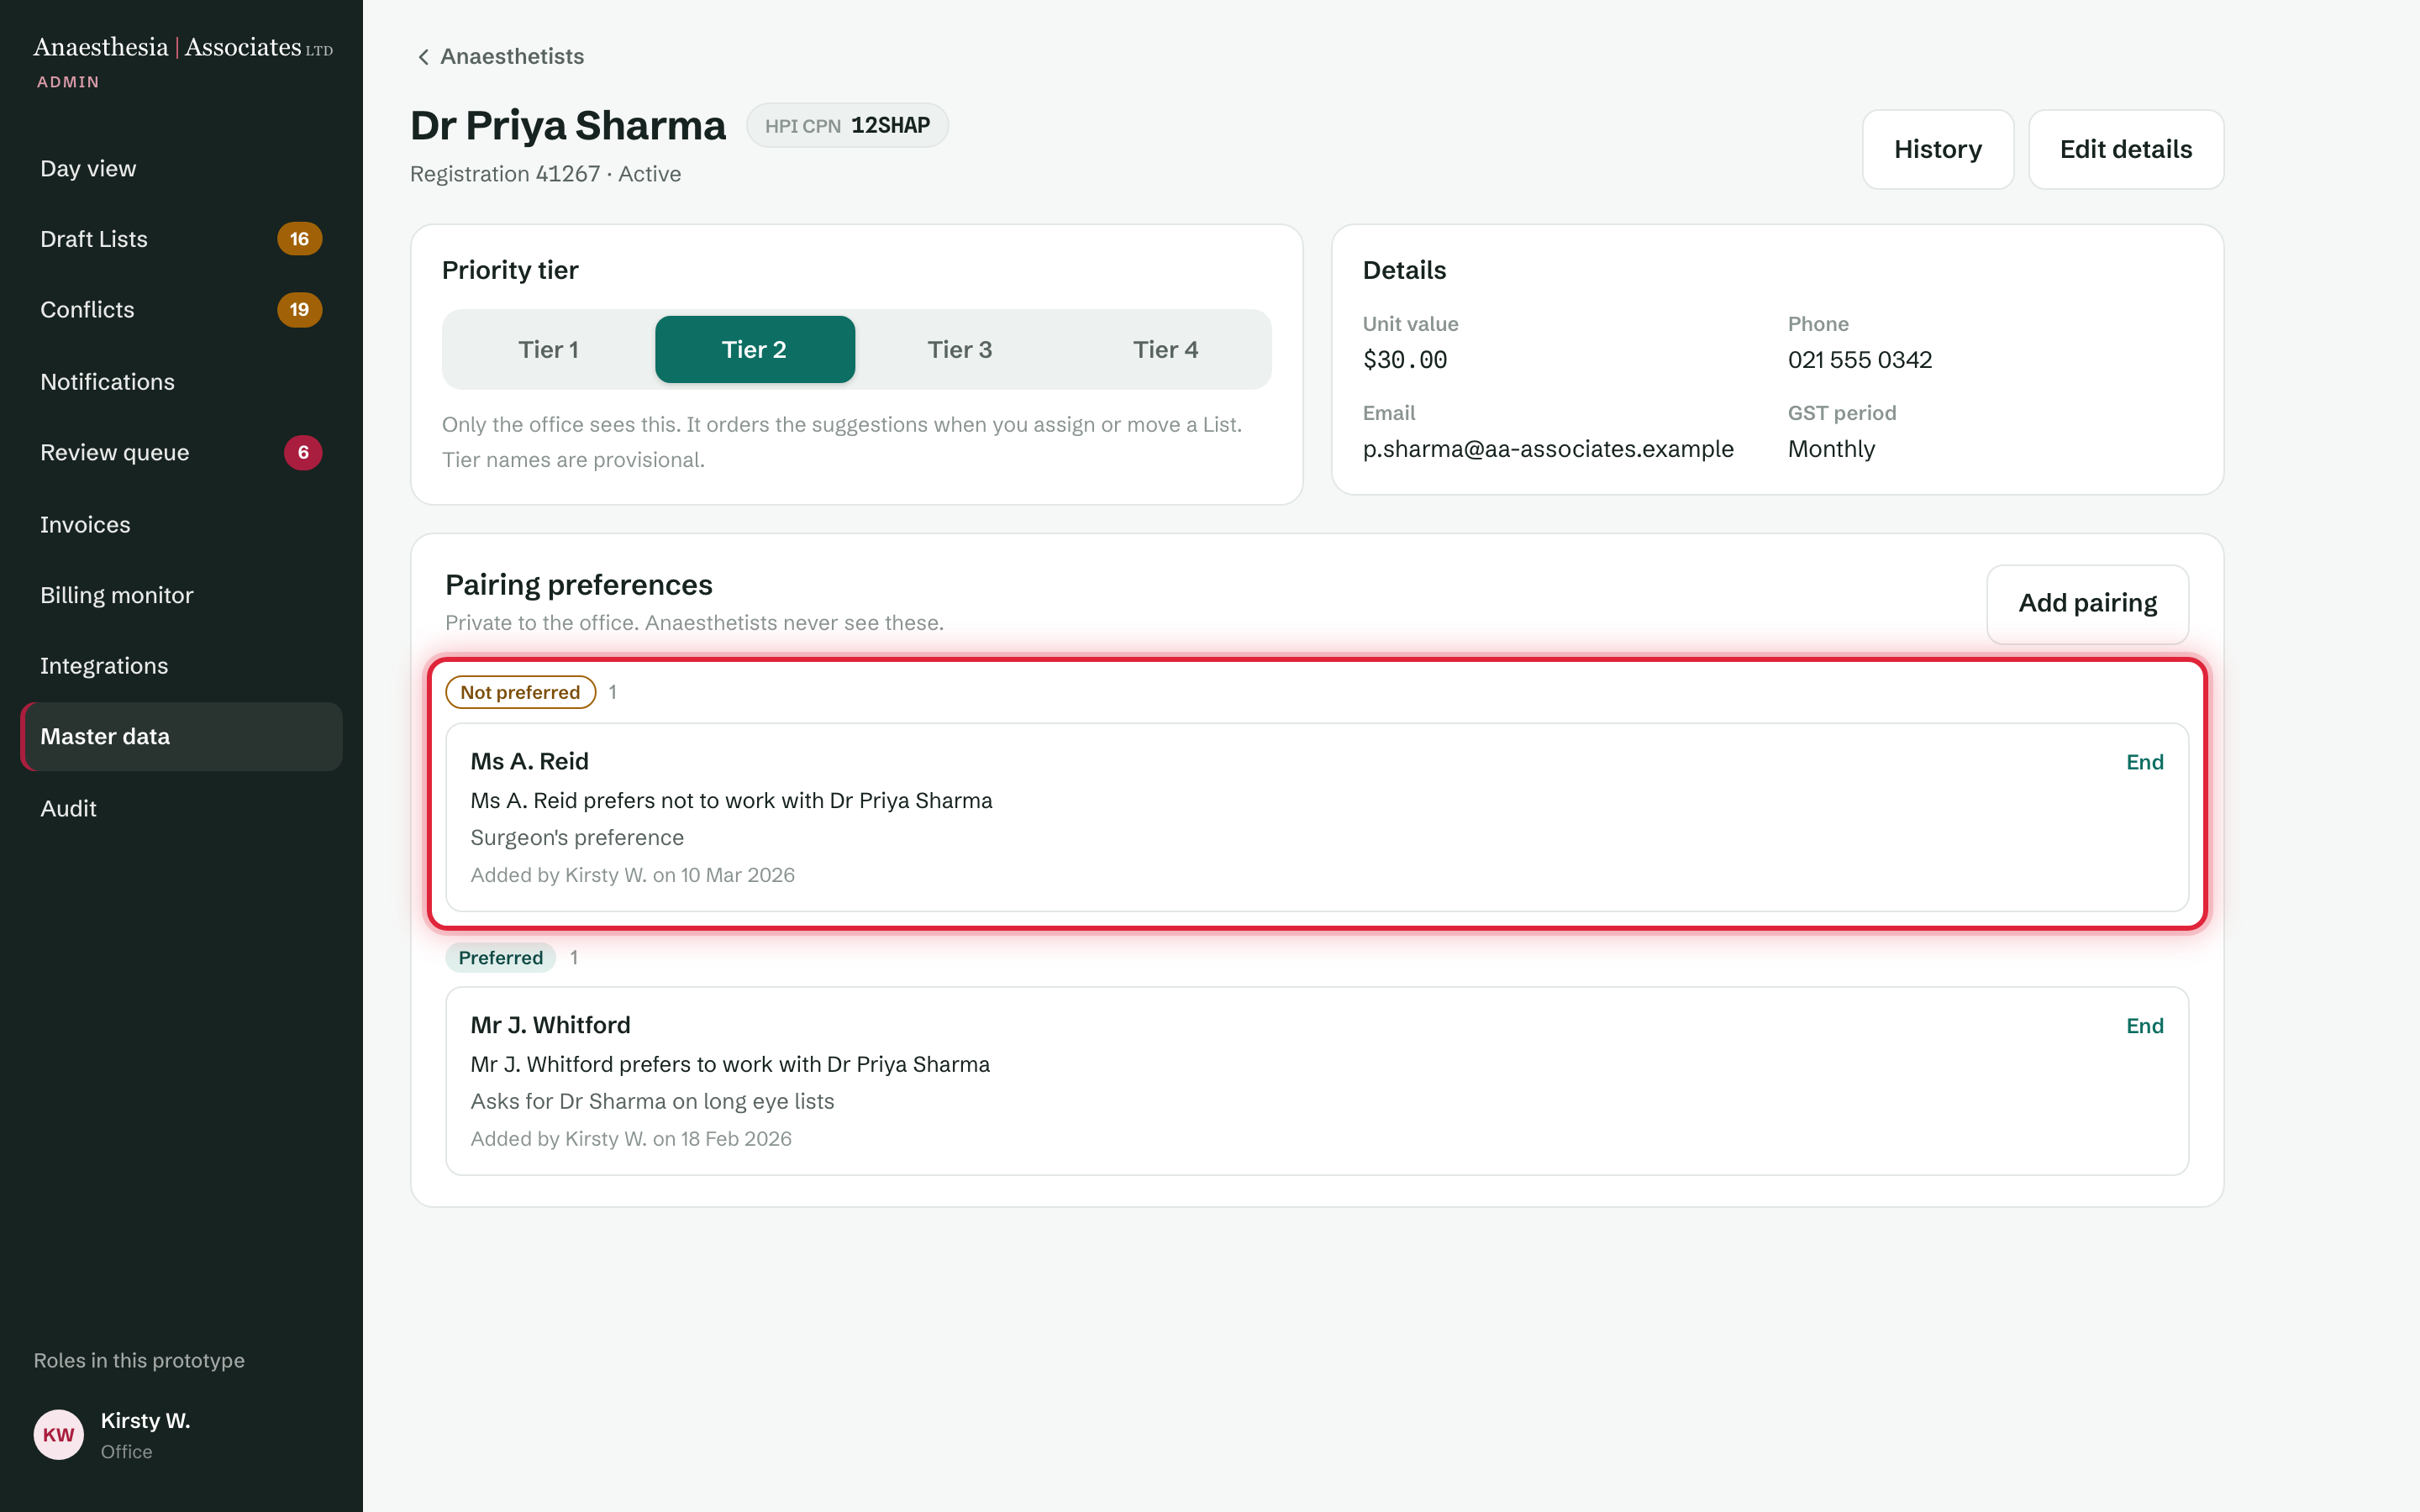 Anaesthesia | Associates LTD
ADMIN
Day view
Draft Lists 16
Conflicts 19
Notifications
Review queue 6
Invoices
Billing monitor
Integrations
Master data
Audit
Roles in this prototype
KW
Kirsty W.
Office
Anaesthetists
Dr Priya Sharma
HPI CPN 12SHAP
Registration 41267 · Active
History
Edit details
Priority tier
Tier 1
Tier 2
Tier 3
Tier 4
Only the office sees this. It orders the suggestions when you assign or move a List.
Tier names are provisional.
Details
Unit value
$30.00
Phone
021 555 0342
Email
p.sharma@aa-associates.example
GST period
Monthly
Pairing preferences
Private to the office. Anaesthetists never see these.
Add pairing
Not preferred 1
Ms A. Reid
End
Ms A. Reid prefers not to work with Dr Priya Sharma
Surgeon's preference
Added by Kirsty W. on 10 Mar 2026
Preferred 1
Mr J. Whitford
End
Mr J. Whitford prefers to work with Dr Priya Sharma
Asks for Dr Sharma on long eye lists
Added by Kirsty W. on 18 Feb 2026